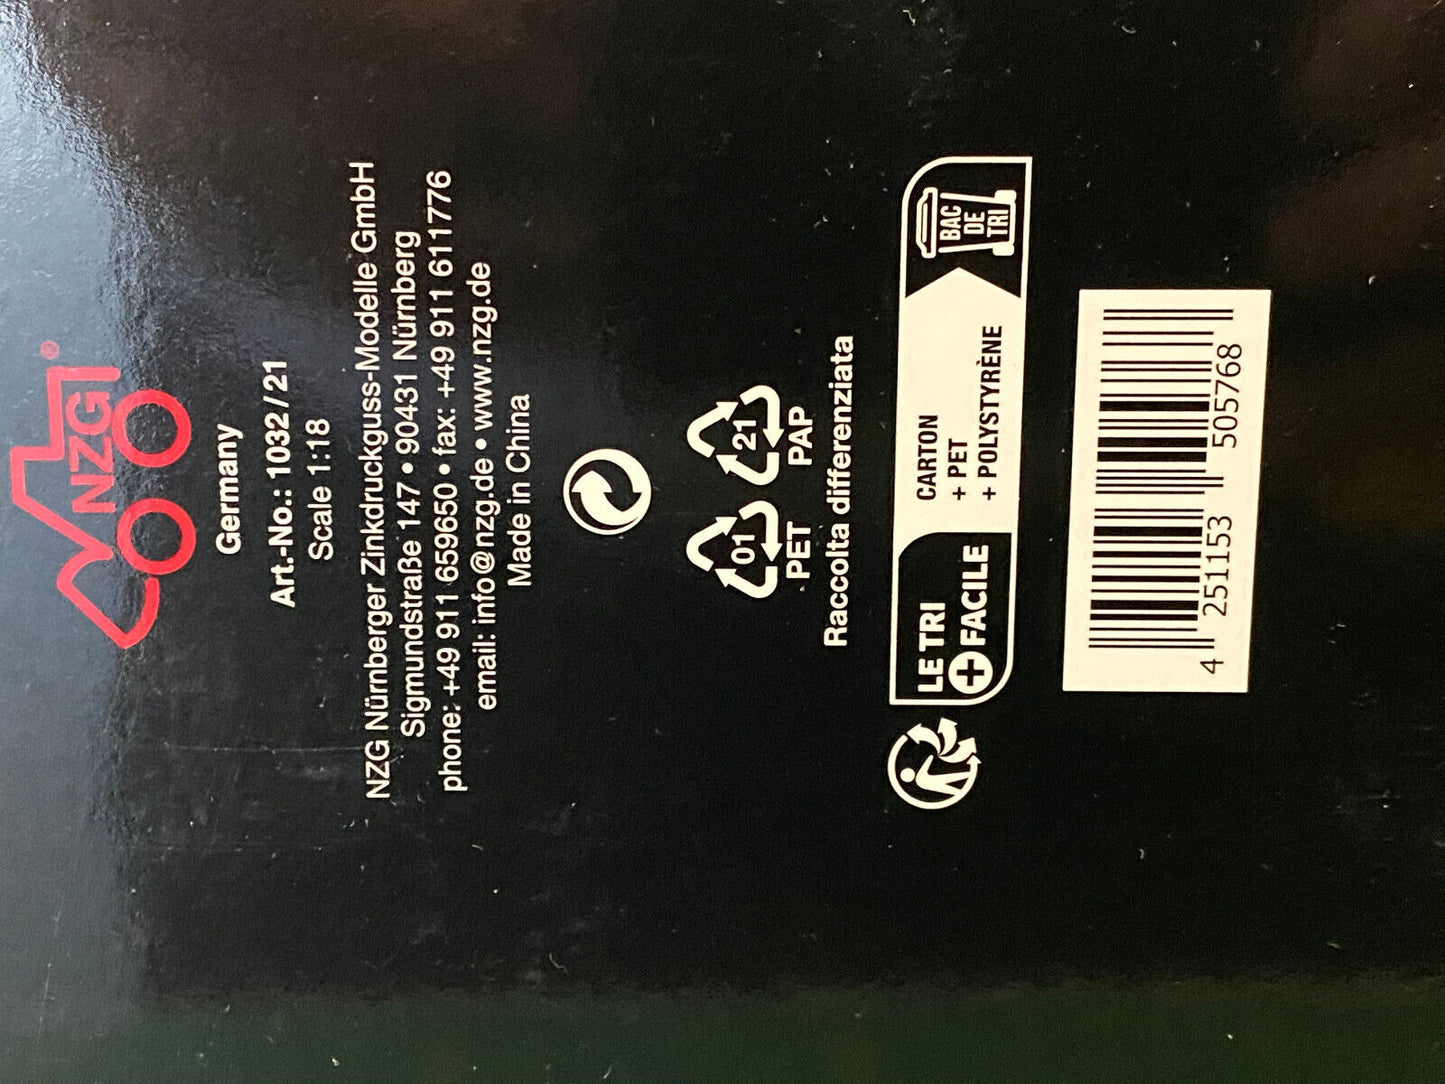 NZG®
Germany
Art.-No.: 1032/21
Scale 1:18
NZG Nürnberger Zinkdruckguss-Modelle GmbH
Sigmundstraße 147 • 90431 Nürnberg
phone: +49 911 659650 • fax: +49 911 611776
email: info@nzg.de • www.nzg.de
Made in China
01 21
PET PAP
Raccolta differenziata
LE TRI
+ FACILE
CARTON
+ PET
+ POLYSTYRÈNE
BAC
DE
TRI
4 251153 505768